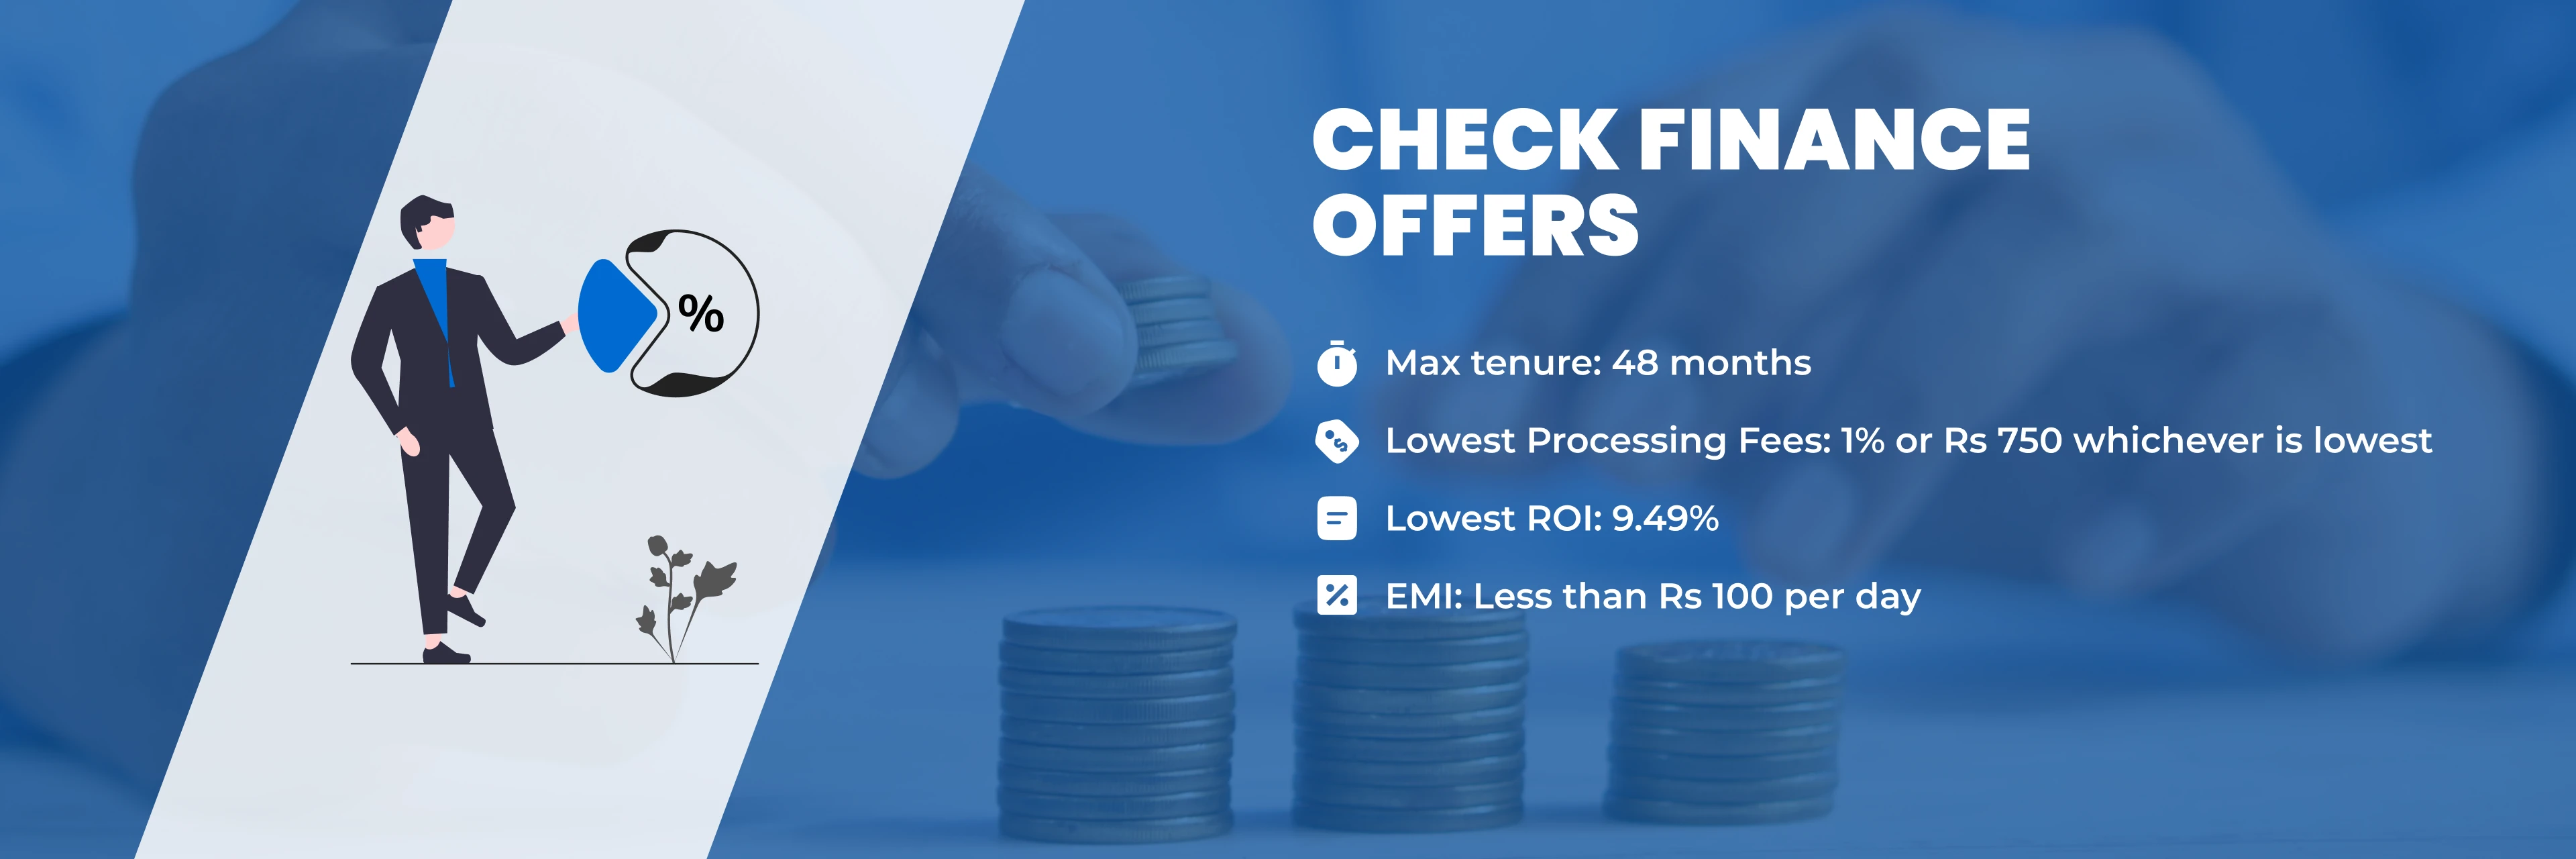 %
CHECK FINANCE
OFFERS
Max tenure: 48 months
Lowest Processing Fees: 1% or Rs 750 whichever is lowest
Lowest ROI: 9.49%
EMI: Less than Rs 100 per day